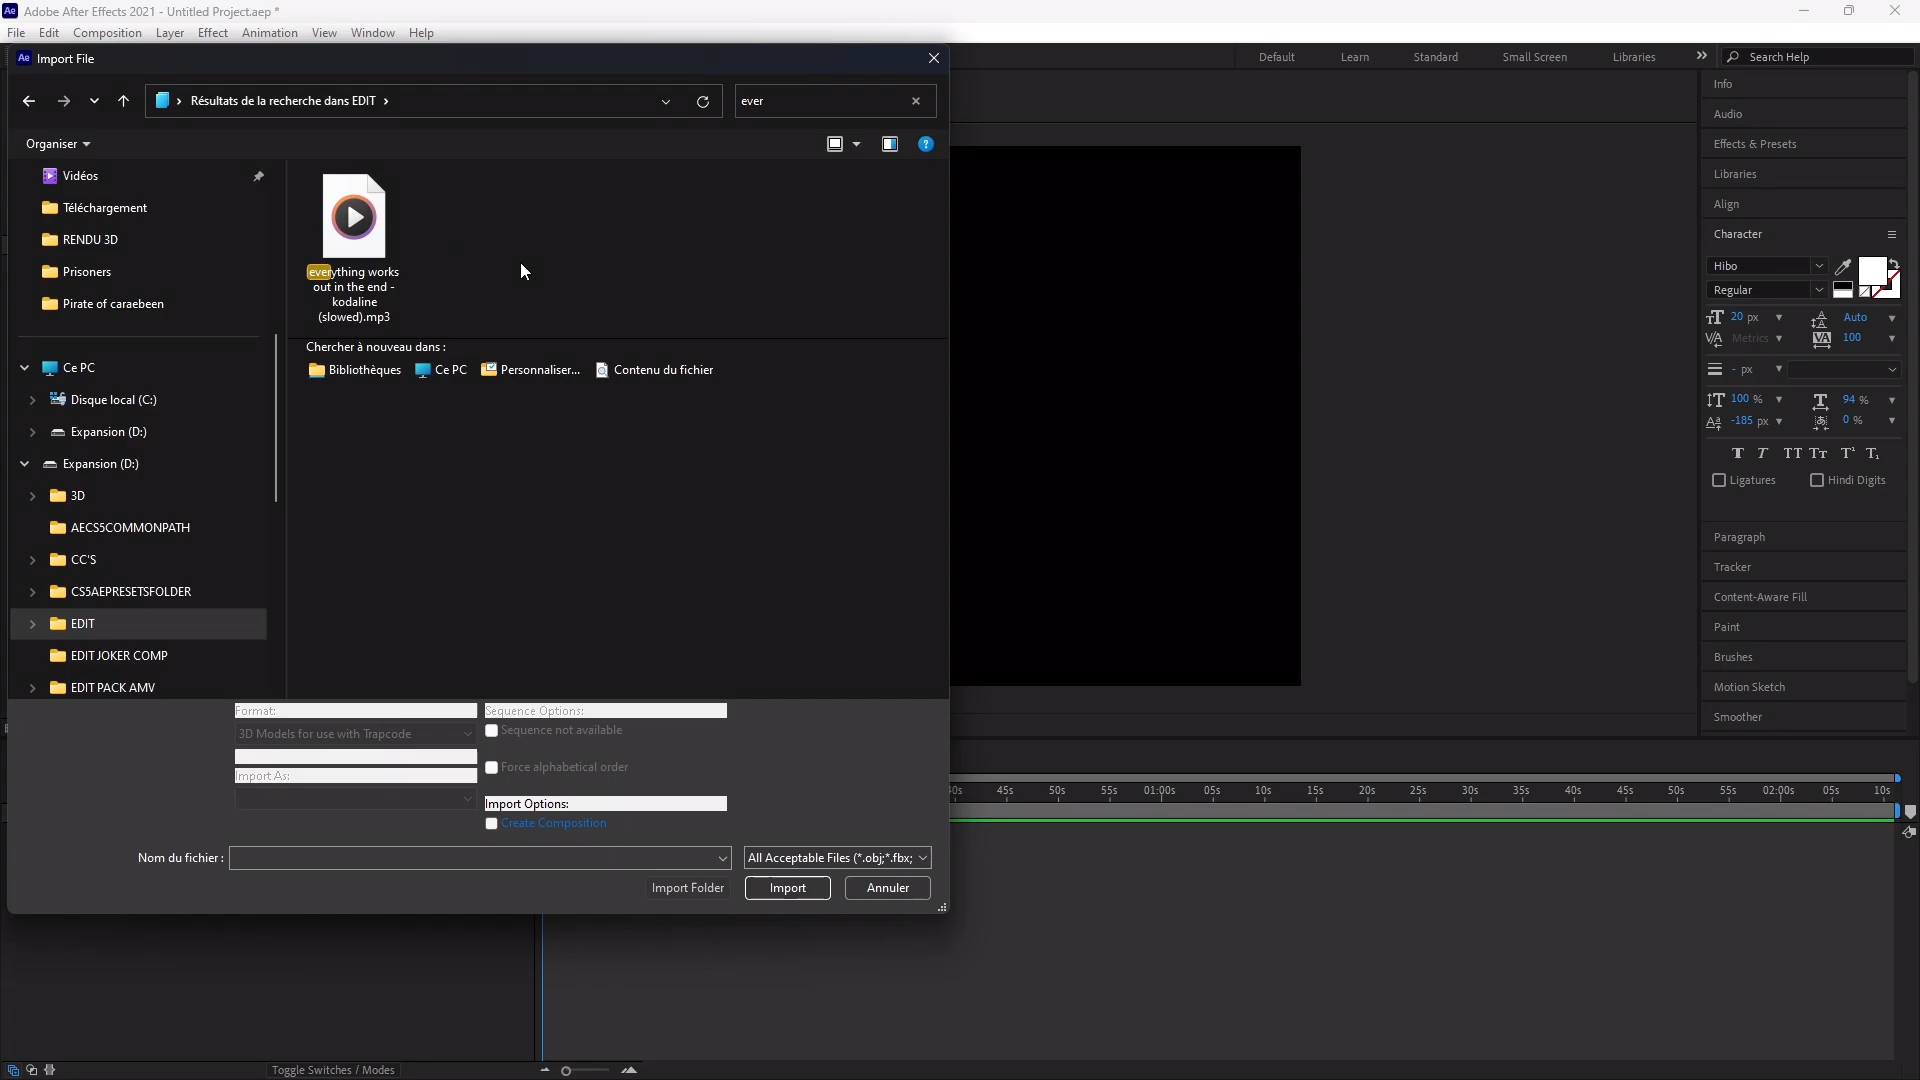 Adobe After Effects 2021 - Untitled Project.aep *
File Edit Composition Layer Effect Animation View Window Help
Import File
Default Learn Standard Small Screen Libraries Search Help
Résultats de la recherche dans EDIT
ever
Organiser
Vidéos
Téléchargement
RENDU 3D
Prisoners
Pirate of caraebeen
Ce PC
Disque local (C:)
Expansion (D:)
Expansion (D:)
3D
AECS5COMMONPATH
CC'S
CS5AEPRESETSFOLDER
EDIT
EDIT JOKER COMP
EDIT PACK AMV
everything works
out in the end -
kodaline
(slowed).mp3
Chercher à nouveau dans :
Bibliothèques Ce PC Personnaliser... Contenu du fichier
Format:
3D Models for use with Trapcode
Import As:
Sequence Options:
Sequence not available
Force alphabetical order
Import Options:
Create Composition
Nom du fichier :
All Acceptable Files (*.obj;*.fbx;
Import Folder Import Annuler
Info
Audio
Effects & Presets
Libraries
Align
Character
Hibo
Regular
20 px Auto
Metrics 100
- px
100 % 94 %
-185 px 0 %
T T TT Tt T¹ T₁
Ligatures Hindi Digits
Paragraph
Tracker
Content-Aware Fill
Paint
Brushes
Motion Sketch
Smoother
40s 45s 50s 55s 01:00s 05s 10s 15s 20s 25s 30s 35s 40s 45s 50s 55s 02:00s 05s 10s
Toggle Switches / Modes